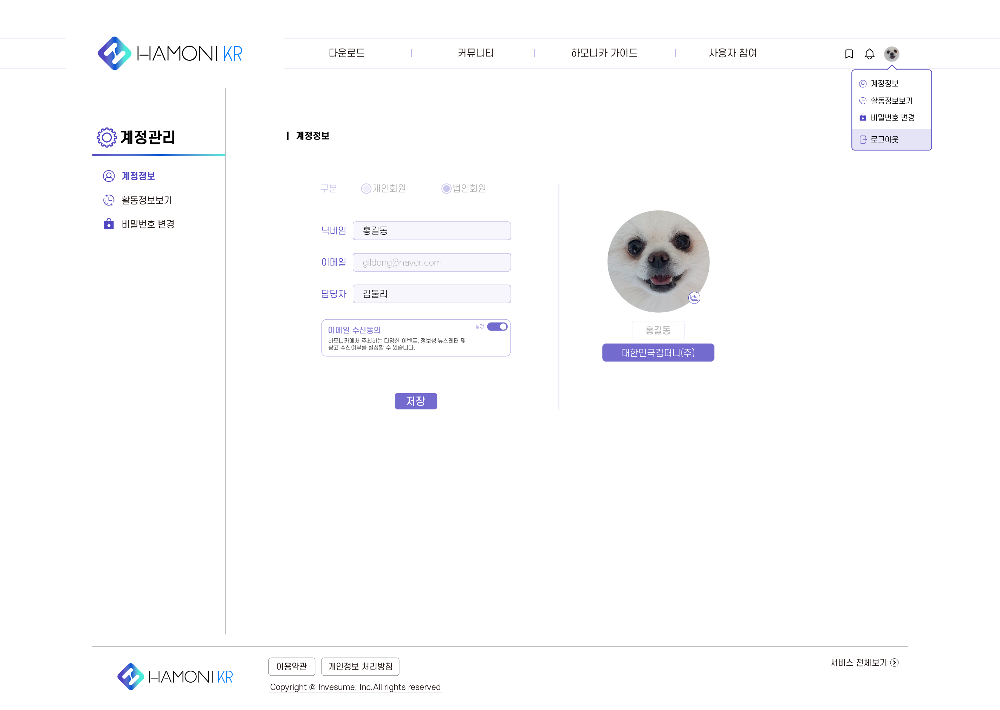 HAMONI KR
다운로드
커뮤니티
하모니카 가이드
사용자 참여
계정정보
활동정보보기
비밀번호 변경
로그아웃
계정관리
계정정보
활동정보보기
비밀번호 변경
계정정보
구분 개인회원 법인회원
닉네임 홍길동
이메일 gildong@naver.com
담당자 김둘리
이메일 수신동의 설정
하모니카에서 주최하는 다양한 이벤트, 정보성 뉴스레터 및
광고 수신여부를 설정할 수 있습니다.
저장
홍길동
대한민국컴퍼니(주)
HAMONI KR
이용약관 개인정보 처리방침
Copyright © Invesume, Inc.All rights reserved
서비스 전체보기